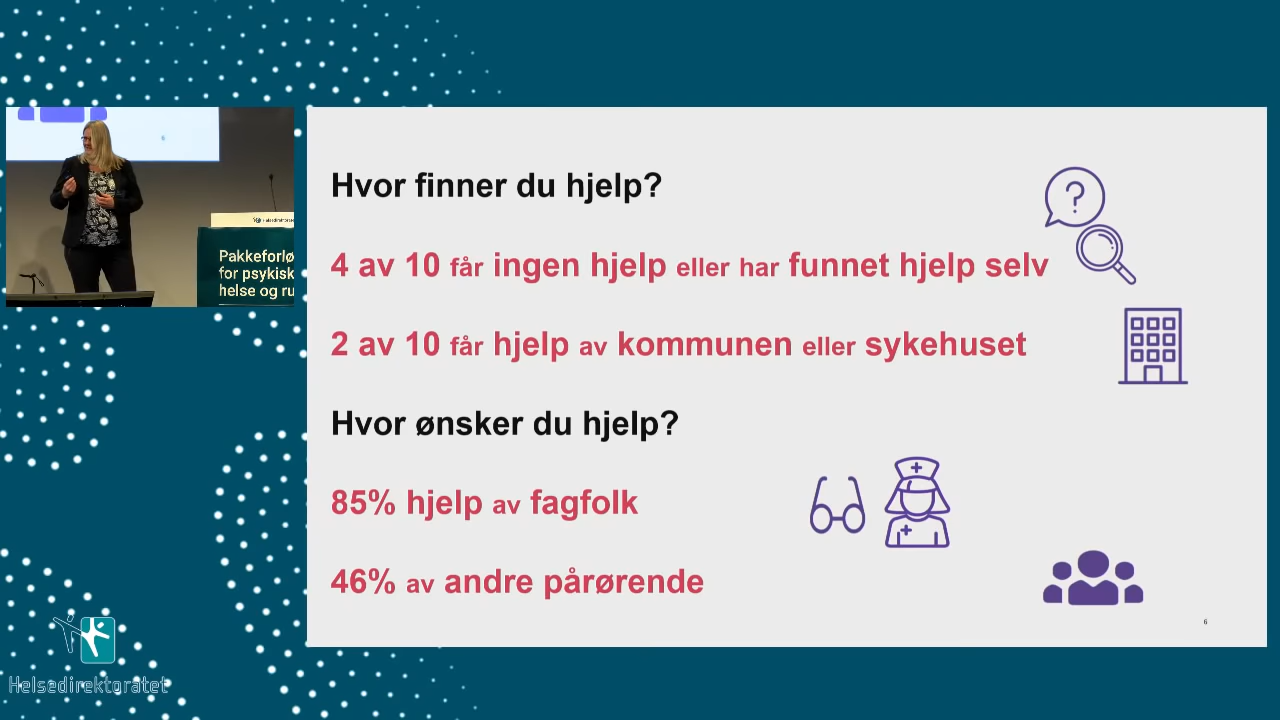 Hvor finner du hjelp?
4 av 10 får ingen hjelp eller har funnet hjelp selv
2 av 10 får hjelp av kommunen eller sykehuset
Hvor ønsker du hjelp?
85% hjelp av fagfolk
46% av andre pårørende
6
Pakkeforlø
for psykisk
helse og ru
Helsedirektoratet